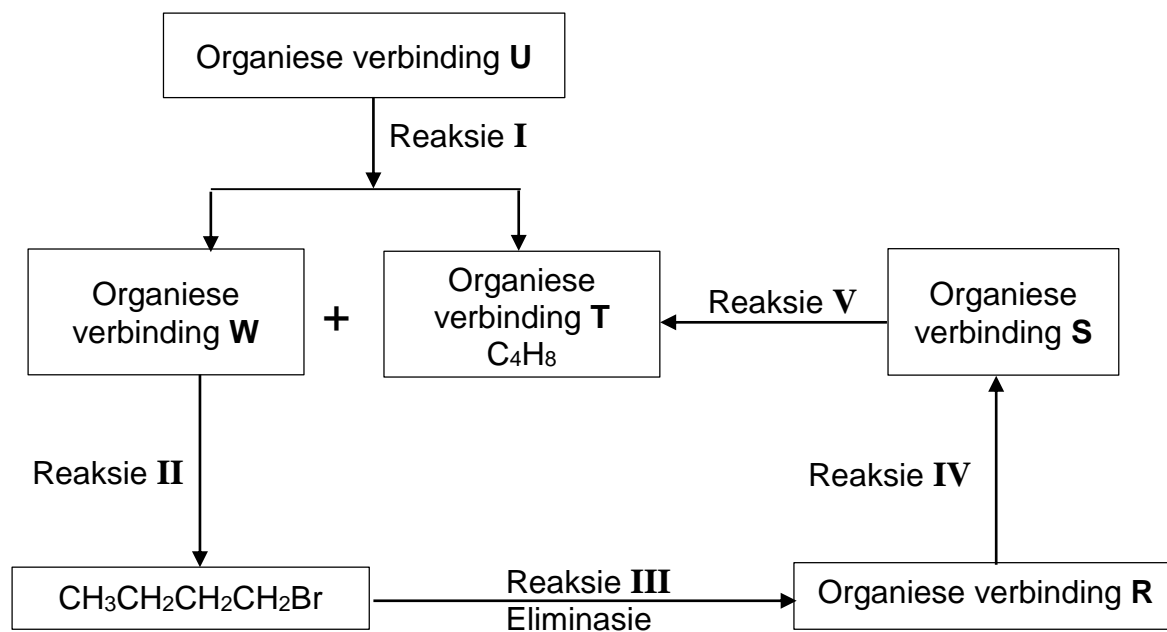 Organiese verbinding U
Reaksie I
Organiese
verbinding W
+
Organiese
verbinding T
C₄H₈
Reaksie V
Organiese
verbinding S
Reaksie II
Reaksie IV
CH₃CH₂CH₂CH₂Br
Reaksie III
Eliminasie
Organiese verbinding R